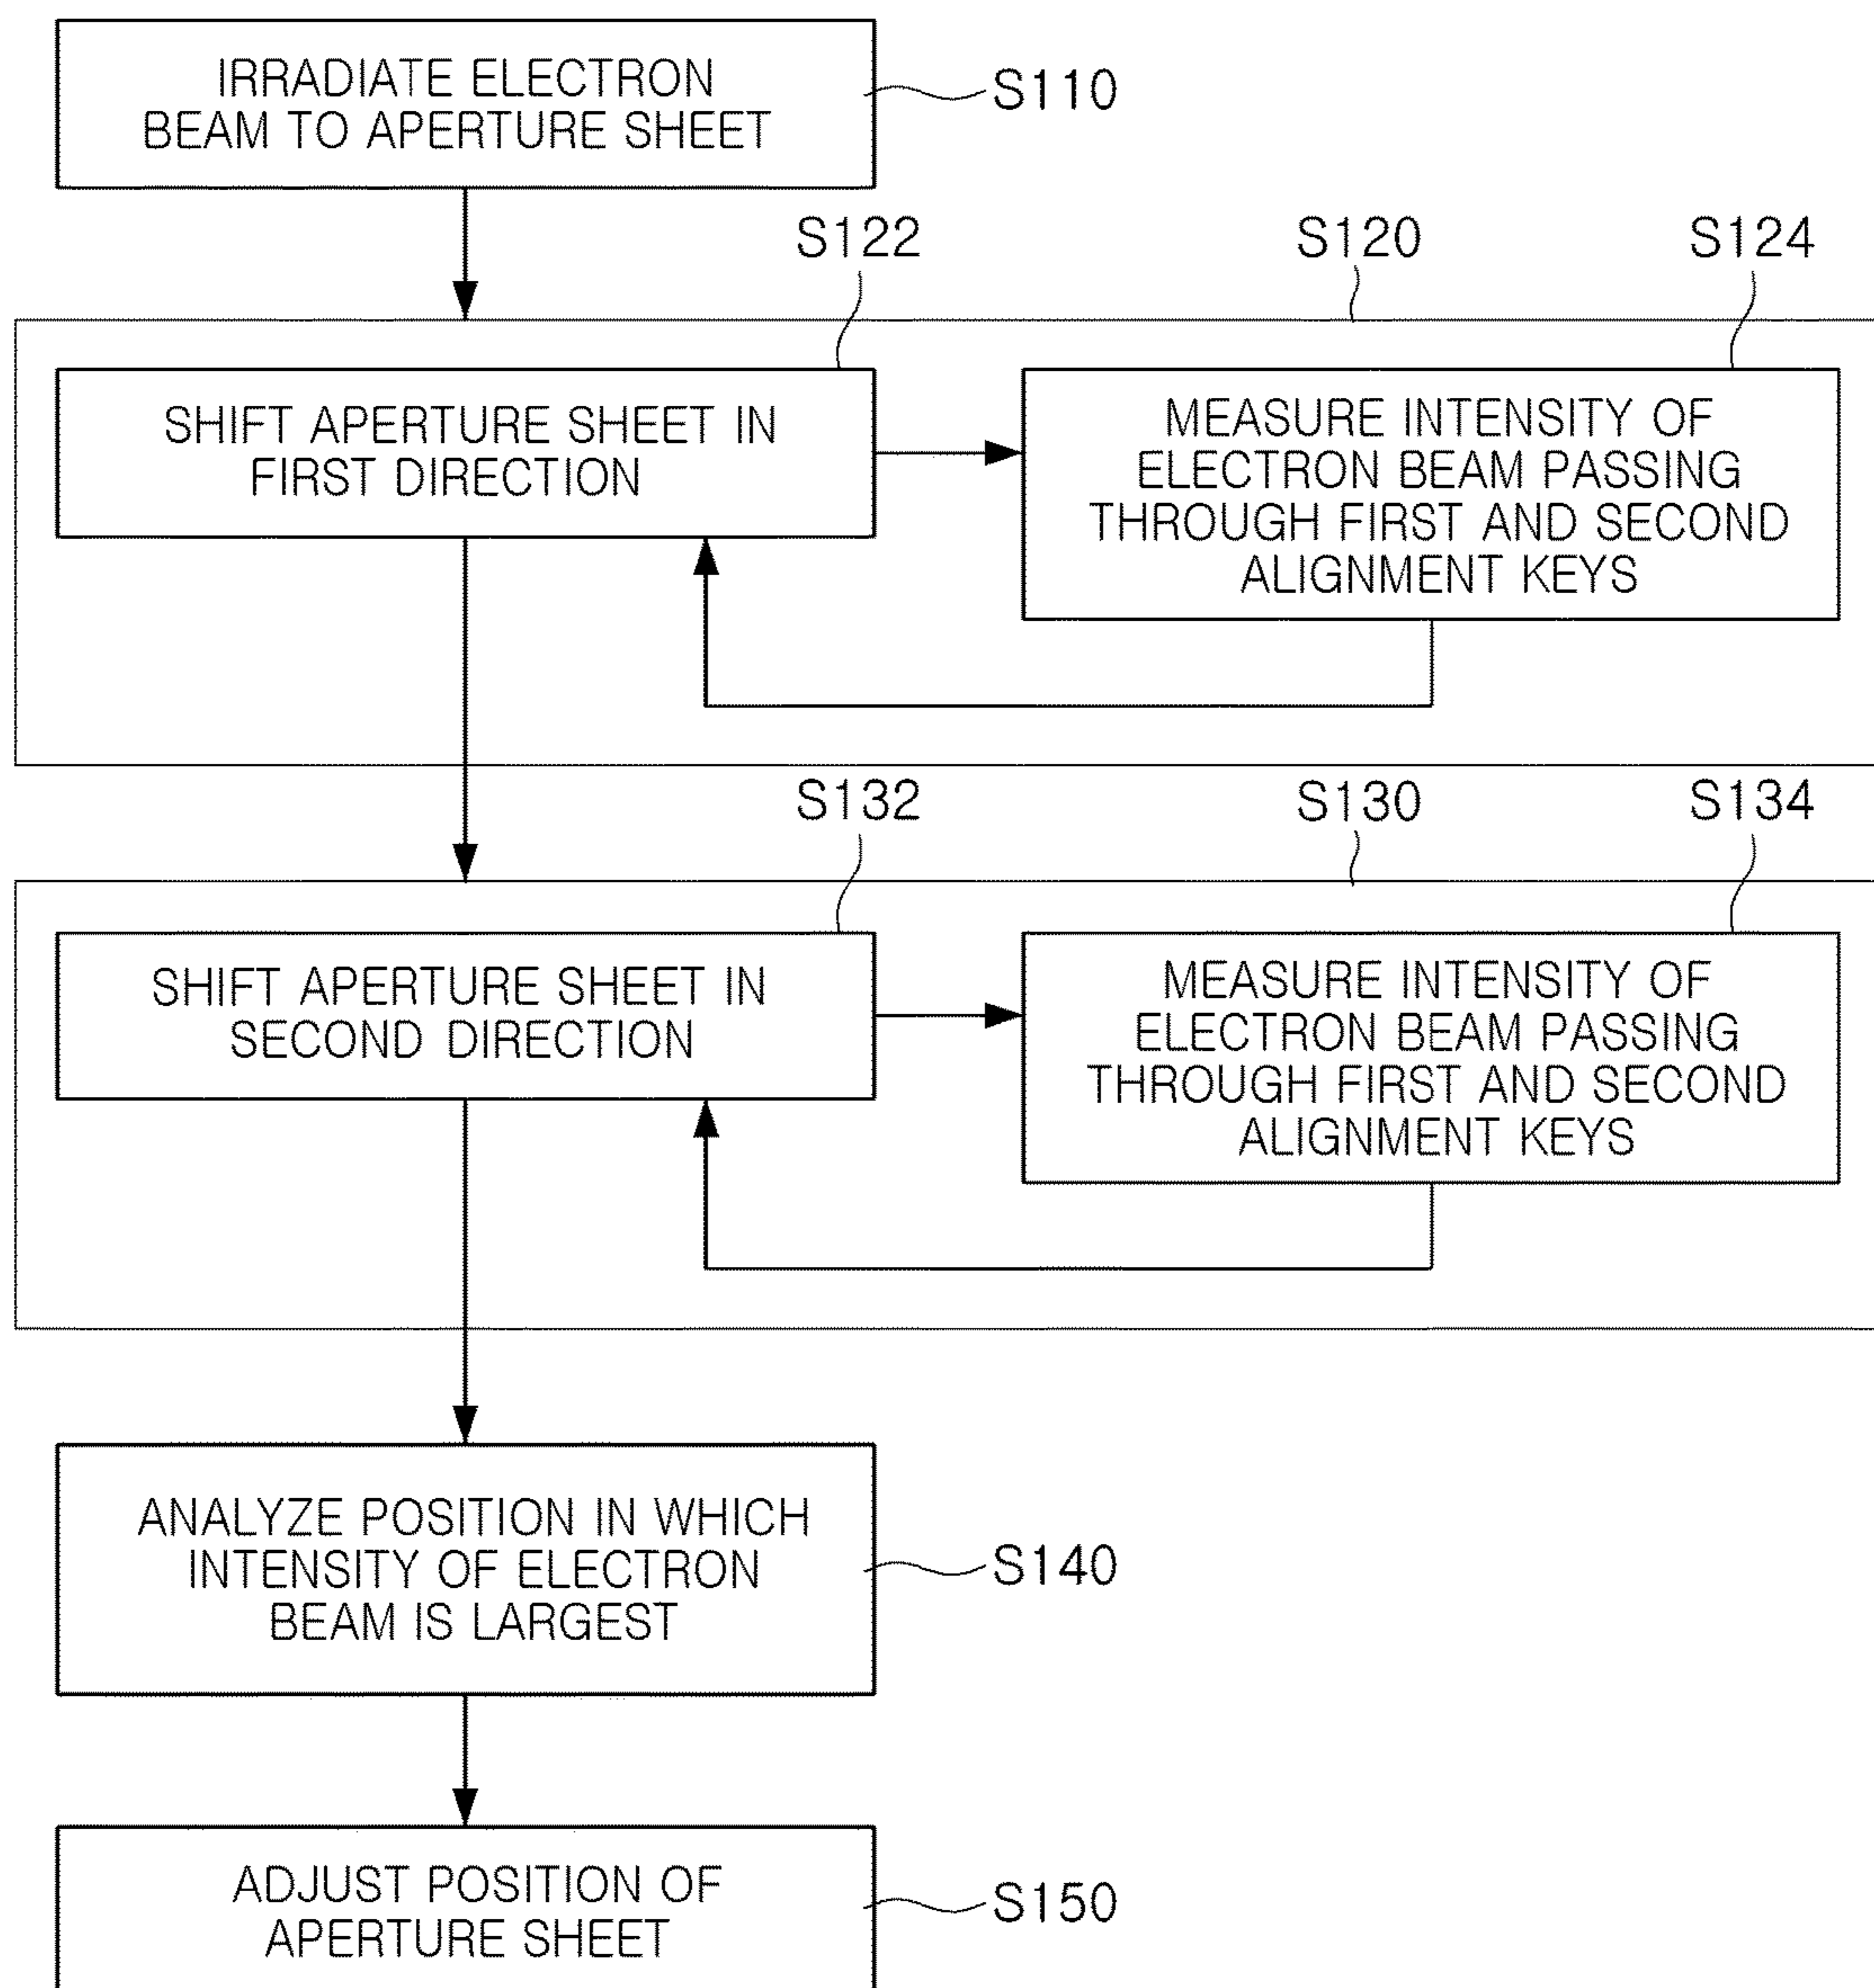 IRRADIATE ELECTRON
BEAM TO APERTURE SHEET
S110
S122
S120
S124
SHIFT APERTURE SHEET IN
FIRST DIRECTION
MEASURE INTENSITY OF
ELECTRON BEAM PASSING
THROUGH FIRST AND SECOND
ALIGNMENT KEYS
S132
S130
S134
SHIFT APERTURE SHEET IN
SECOND DIRECTION
MEASURE INTENSITY OF
ELECTRON BEAM PASSING
THROUGH FIRST AND SECOND
ALIGNMENT KEYS
ANALYZE POSITION IN WHICH
INTENSITY OF ELECTRON
BEAM IS LARGEST
S140
ADJUST POSITION OF
APERTURE SHEET
S150